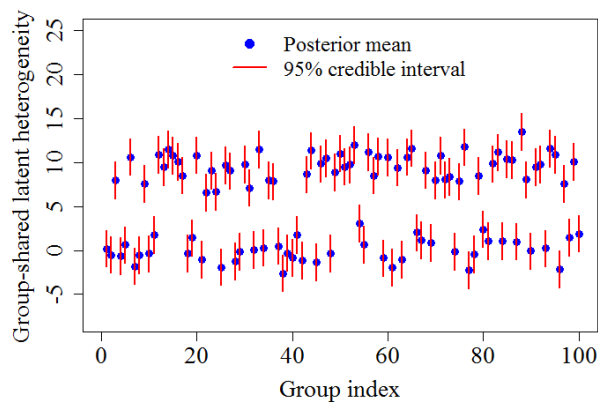 Posterior mean
95% credible interval
Group-shared latent heterogeneity
25
20
15
10
5
0
-5
0 20 40 60 80 100
Group index